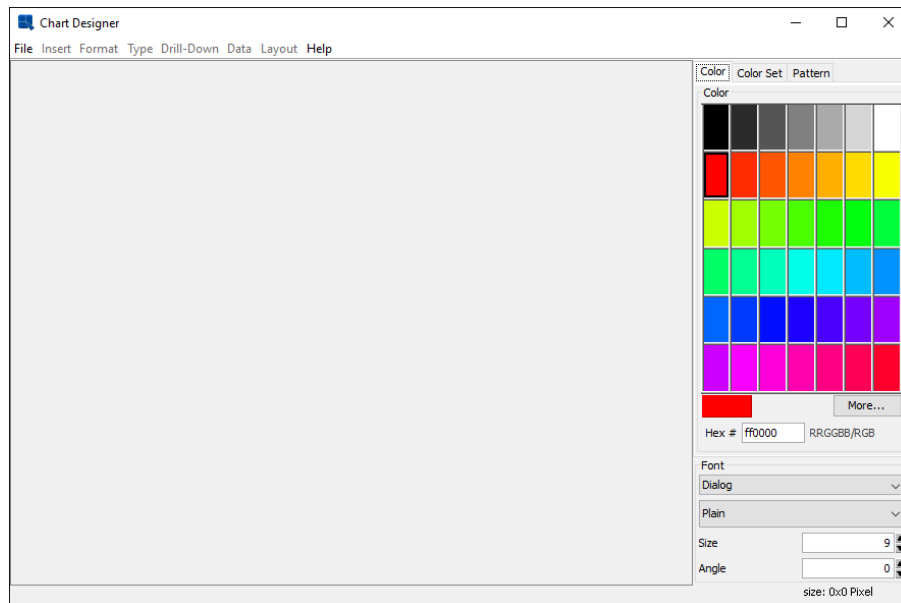 Chart Designer
File Insert Format Type Drill-Down Data Layout Help
Color Color Set Pattern
Color
More...
Hex # ff0000 RRGGBB/RGB
Font
Dialog
Plain
Size 9
Angle 0
size: 0x0 Pixel